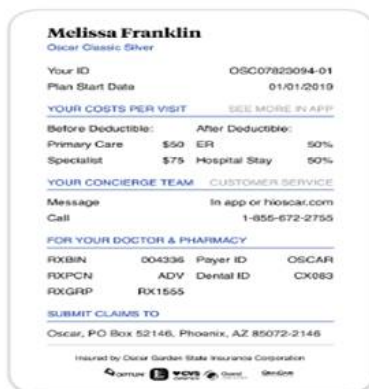 Melissa Franklin
Oscar Classic Silver
Your ID OSC07823094-01
Plan Start Date 01/01/2019
YOUR COSTS PER VISIT SEE MORE IN APP
Before Deductible: After Deductible:
Primary Care $50 ER 50%
Specialist $75 Hospital Stay 50%
YOUR CONCIERGE TEAM CUSTOMER SERVICE
Message In app or hioscar.com
Call 1-855-672-2755
FOR YOUR DOCTOR & PHARMACY
RXBIN 004336 Payer ID OSCAR
RXPCN ADV Dental ID CX083
RXGRP RX1555
SUBMIT CLAIMS TO
Oscar, PO Box 52146, Phoenix, AZ 85072-2146
Insured by Oscar Garden State Insurance Corporation
OPTUM CVS Quest